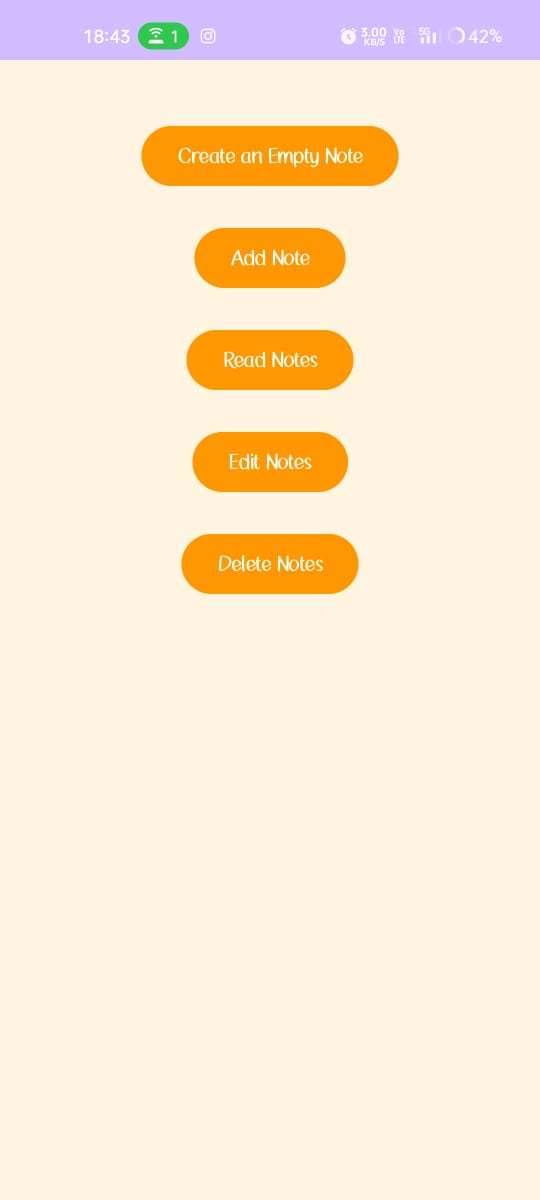 18:43 1 3.00 KB/S Vo LTE 5G 42%
Create an Empty Note
Add Note
Read Notes
Edit Notes
Delete Notes